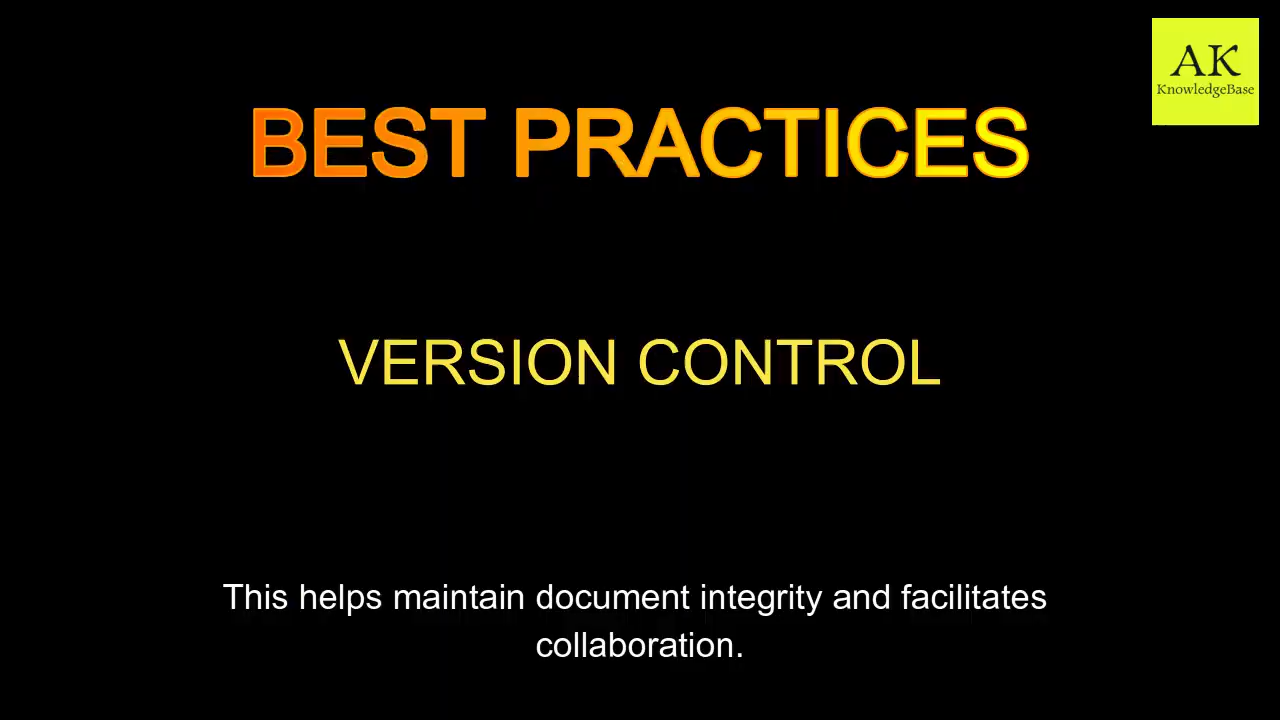 AK
KnowledgeBase
BEST PRACTICES
VERSION CONTROL
This helps maintain document integrity and facilitates
collaboration.